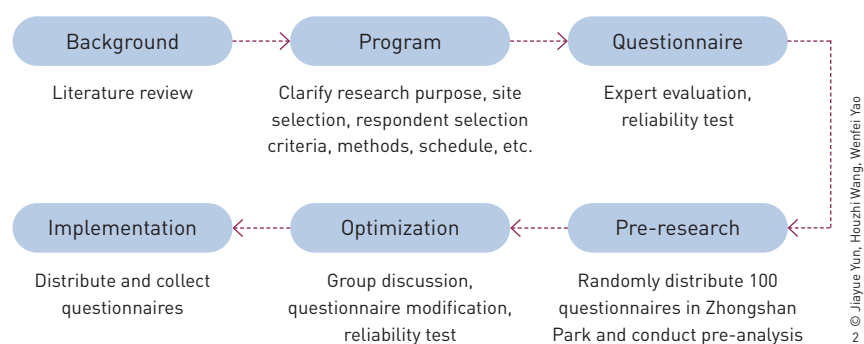 Background
Literature review
Program
Clarify research purpose, site
selection, respondent selection
criteria, methods, schedule, etc.
Questionnaire
Expert evaluation,
reliability test
Pre-research
Randomly distribute 100
questionnaires in Zhongshan
Park and conduct pre-analysis
Optimization
Group discussion,
questionnaire modification,
reliability test
Implementation
Distribute and collect
questionnaires
© Jiayue Yun, Houzhi Wang, Wenfei Yao
2